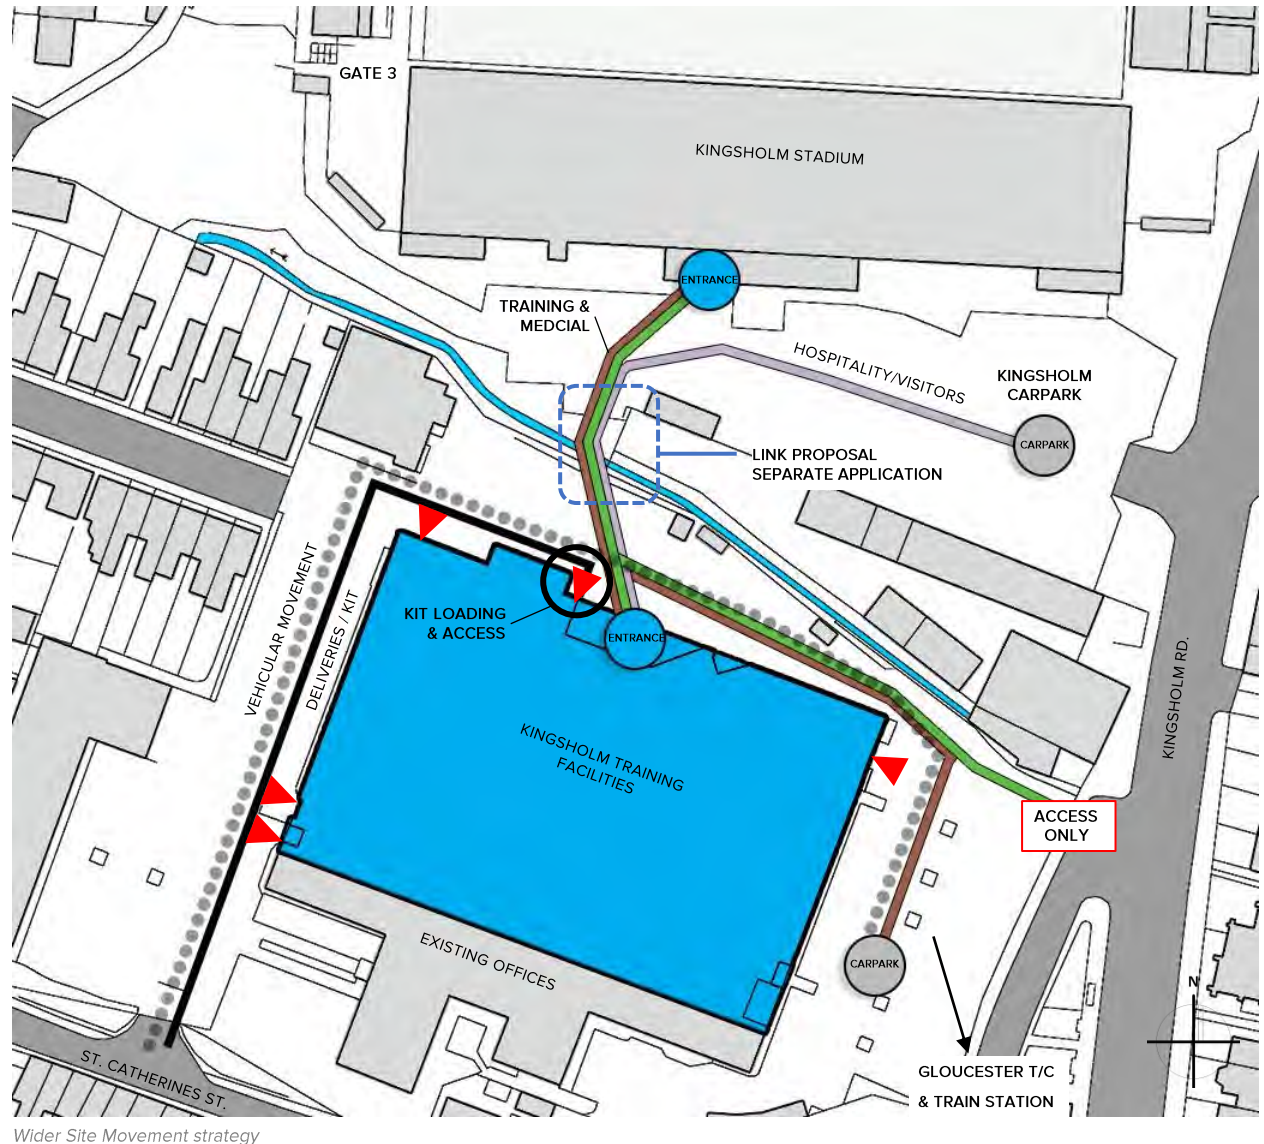 GATE 3
KINGSHOLM STADIUM
ENTRANCE
TRAINING &
MEDCIAL
HOSPITALITY/VISITORS
KINGSHOLM
CARPARK
CARPARK
LINK PROPOSAL
SEPARATE APPLICATION
VEHICULAR MOVEMENT
DELIVERIES / KIT
KIT LOADING
& ACCESS
ENTRANCE
KINGSHOLM RD.
KINGSHOLM TRAINING
FACILITIES
ACCESS
ONLY
EXISTING OFFICES
CARPARK
N
ST. CATHERINES ST.
GLOUCESTER T/C
& TRAIN STATION
Wider Site Movement strategy